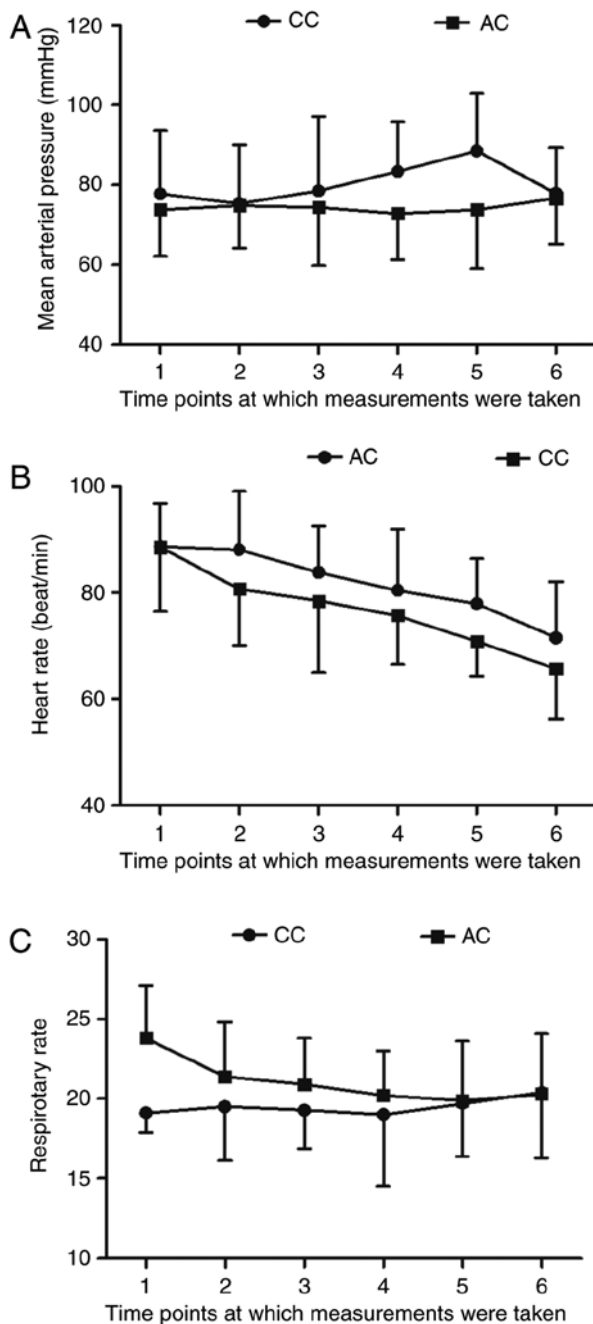 A
CC AC
Mean arterial pressure (mmHg)
120
100
80
60
40
1 2 3 4 5 6
Time points at which measurements were taken
B
AC CC
Heart rate (beat/min)
100
80
60
40
1 2 3 4 5 6
Time points at which measurements were taken
C
CC AC
Respirotary rate
30
25
20
15
10
1 2 3 4 5 6
Time points at which measurements were taken